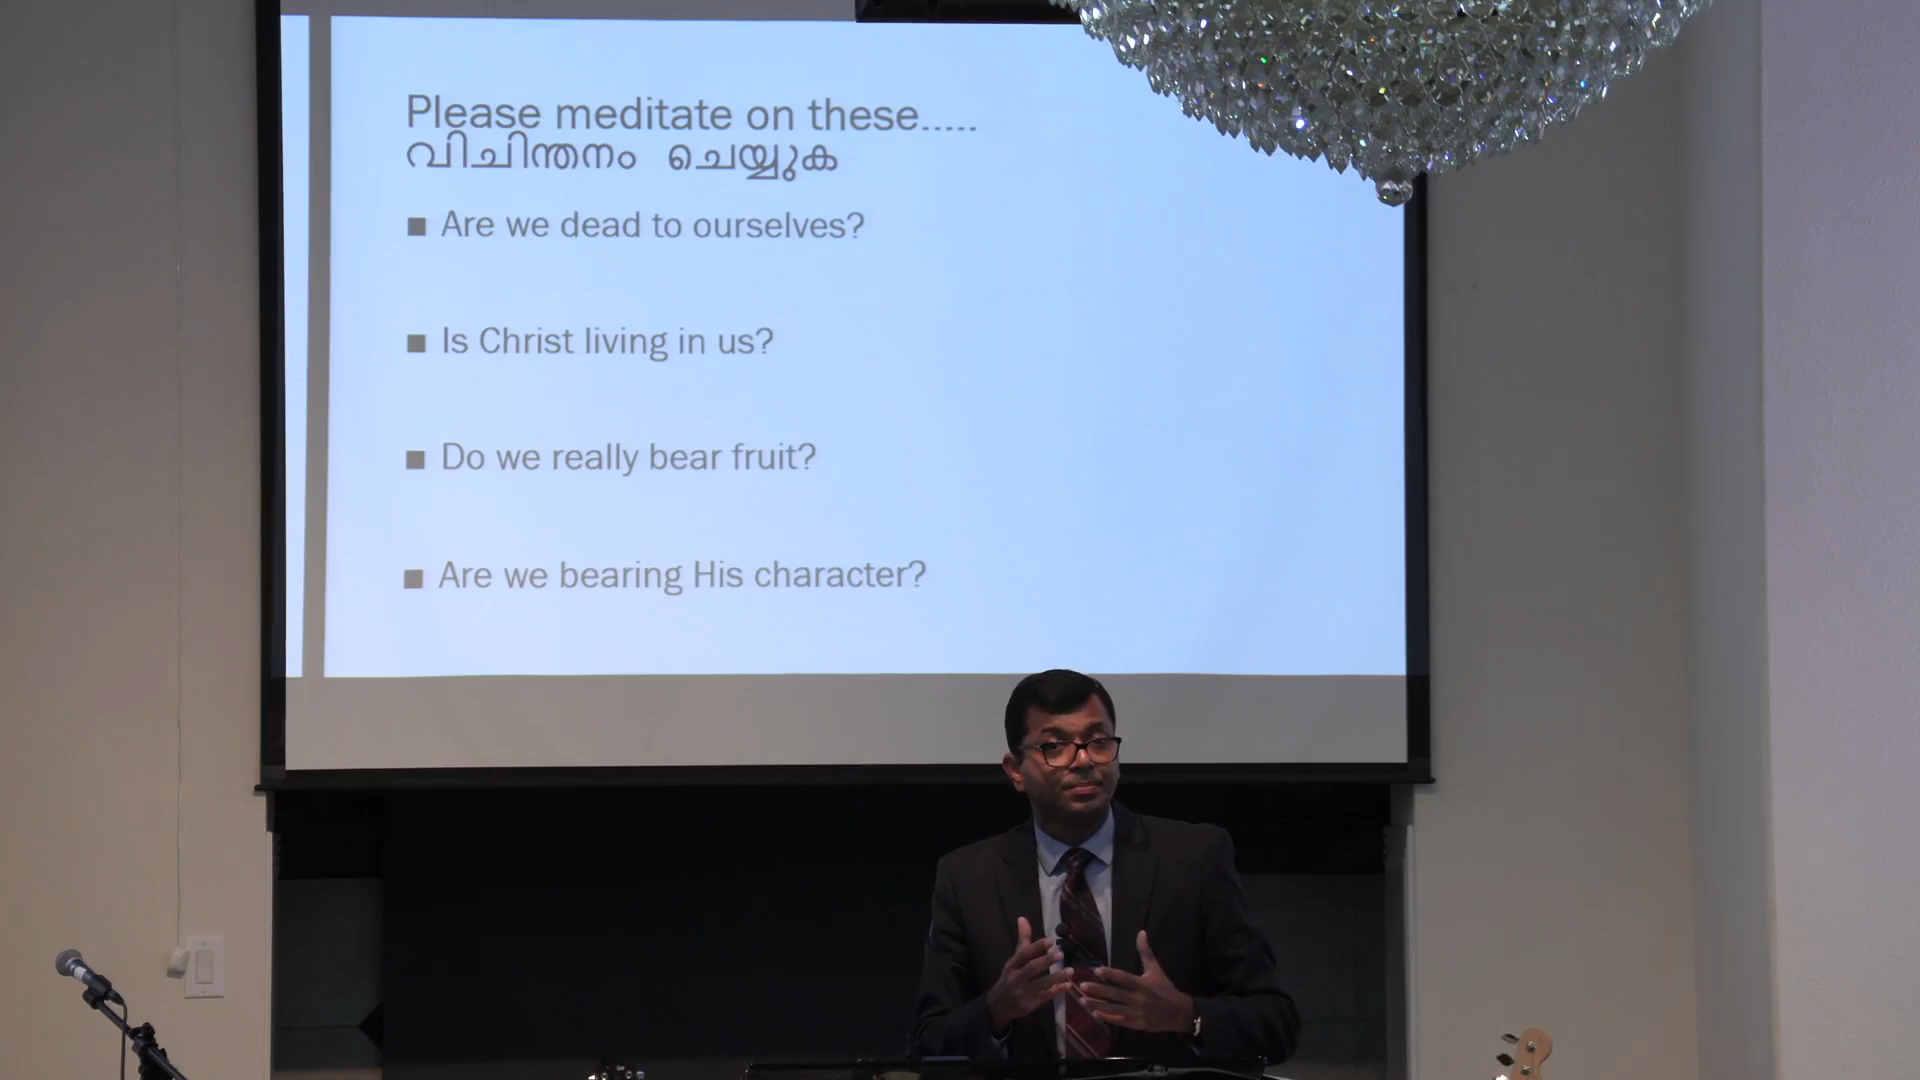 Please meditate on these.....
വിചിന്തനം ചെയ്യുക
Are we dead to ourselves?
Is Christ living in us?
Do we really bear fruit?
Are we bearing His character?